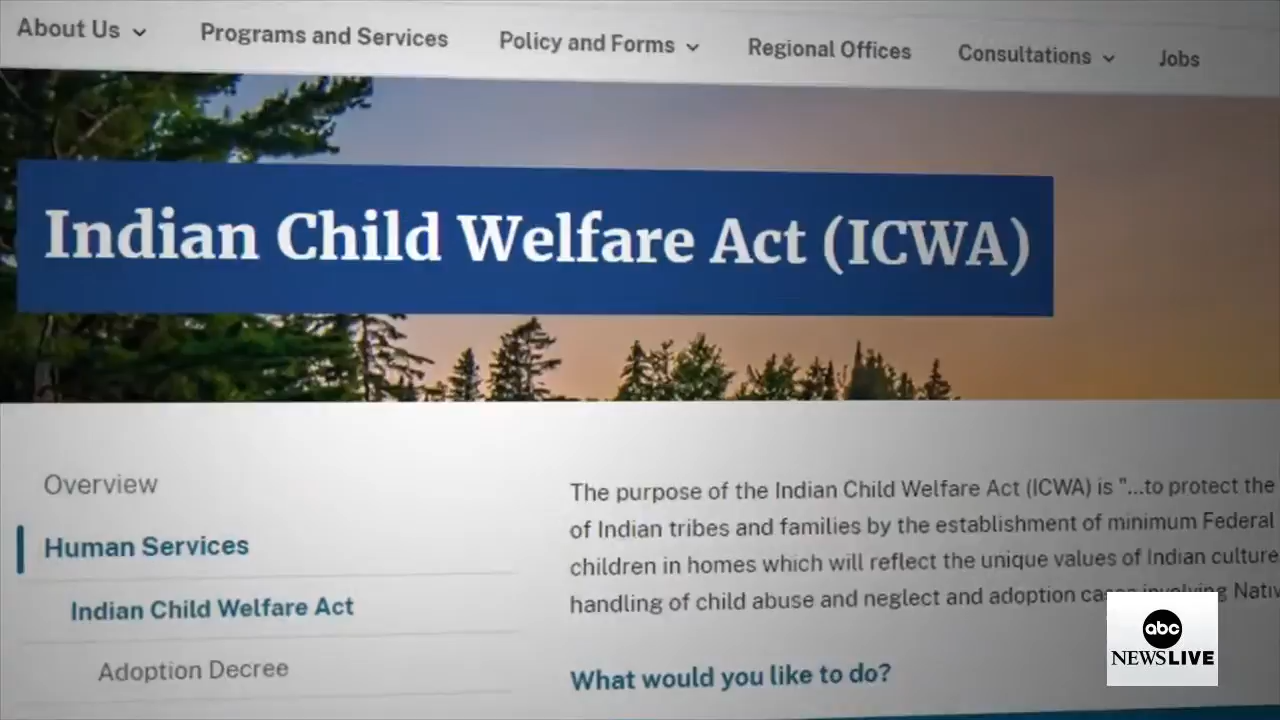 About Us
Programs and Services
Policy and Forms
Regional Offices
Consultations
Jobs
Indian Child Welfare Act (ICWA)
Overview
Human Services
Indian Child Welfare Act
Adoption Decree
The purpose of the Indian Child Welfare Act (ICWA) is "...to protect the
of Indian tribes and families by the establishment of minimum Federal
children in homes which will reflect the unique values of Indian culture
handling of child abuse and neglect and adoption cases involving
What would you like to do?
abc
NEWSLIVE